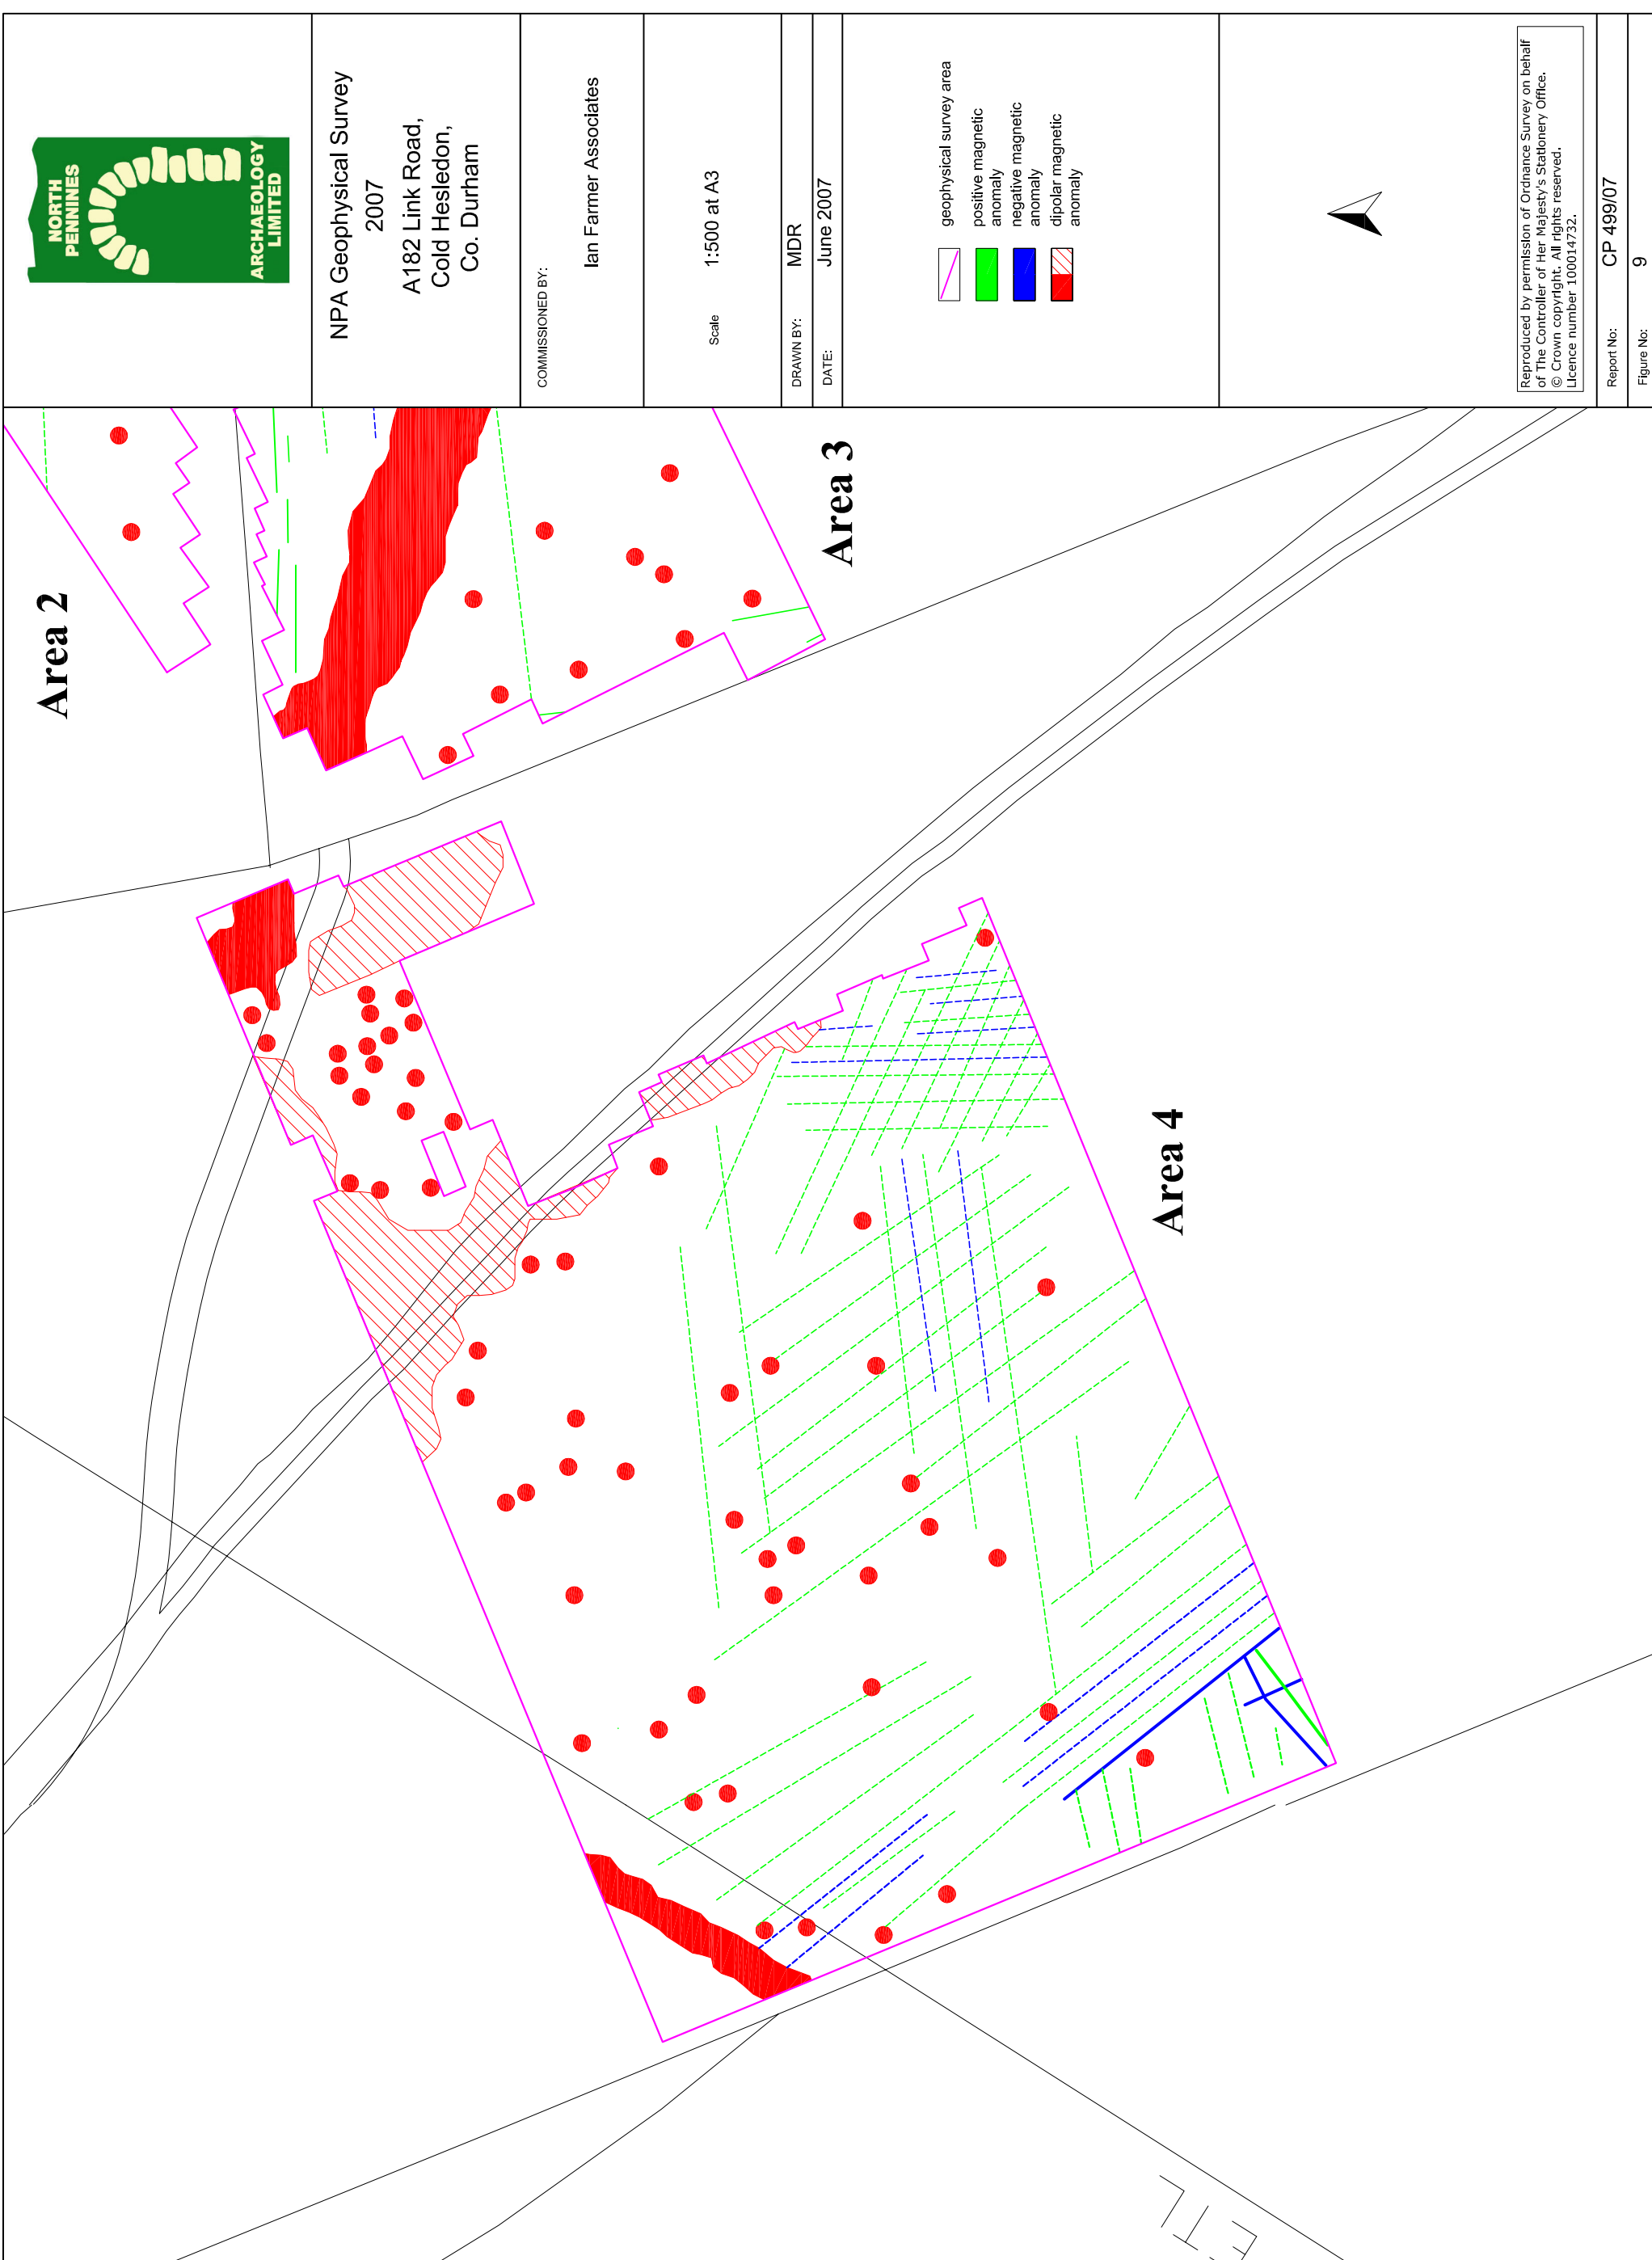 NORTH
PENNINES
ARCHAEOLOGY
LIMITED
NPA Geophysical Survey
2007
A182 Link Road,
Cold Hesledon,
Co. Durham
COMMISSIONED BY:
Ian Farmer Associates
Scale 1:500 at A3
DRAWN BY: MDR
DATE: June 2007
geophysical survey area
positive magnetic
anomaly
negative magnetic
anomaly
dipolar magnetic
anomaly
Reproduced by permission of Ordnance Survey on behalf
of The Controller of Her Majesty's Stationery Office.
© Crown copyright. All rights reserved.
Licence number 100014732.
Report No: CP 499/07
Figure No: 9
Area 2
Area 3
Area 4